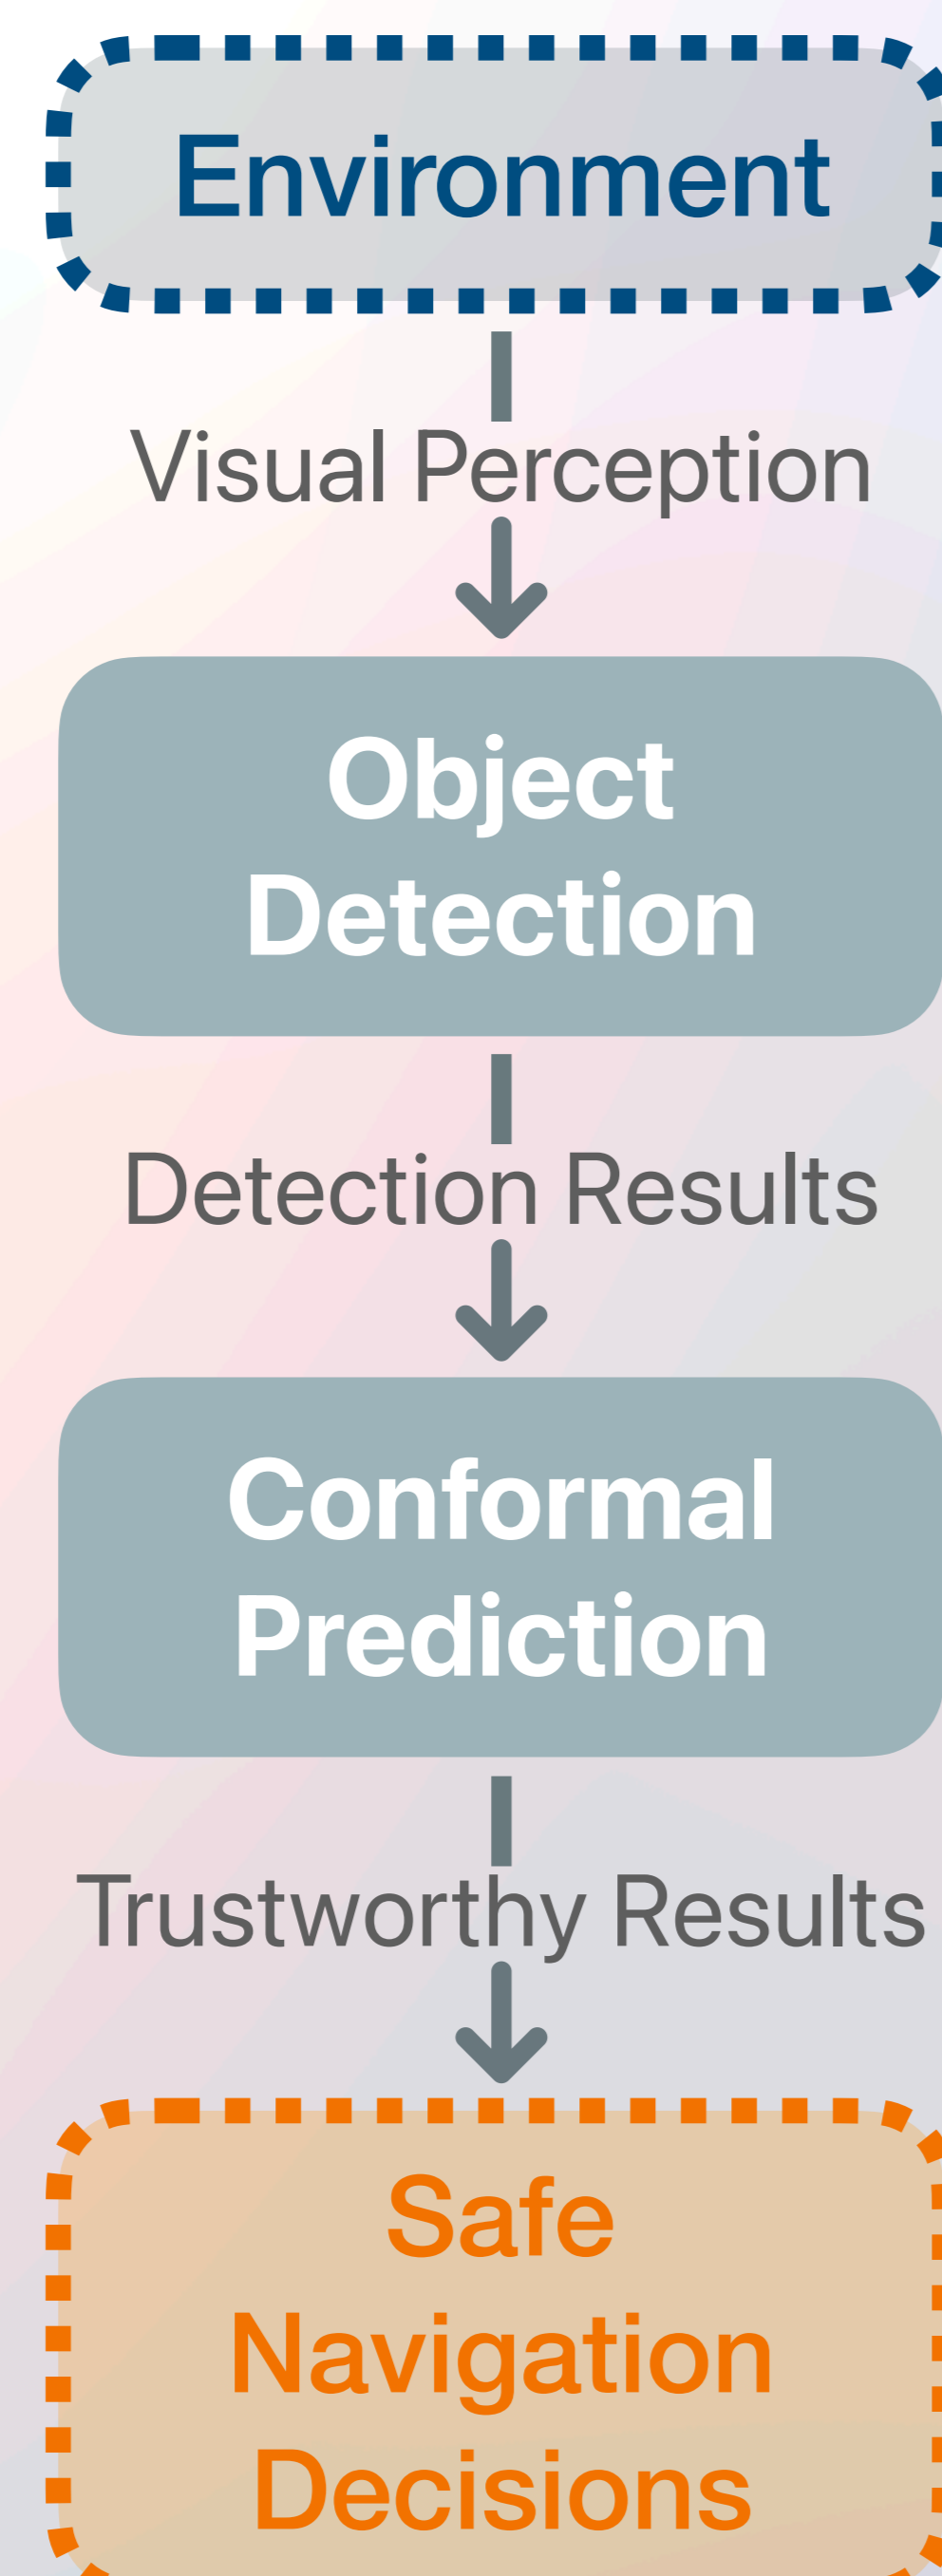 Environment
Visual Perception
Object
Detection
Detection Results
Conformal
Prediction
Trustworthy Results
Safe
Navigation
Decisions